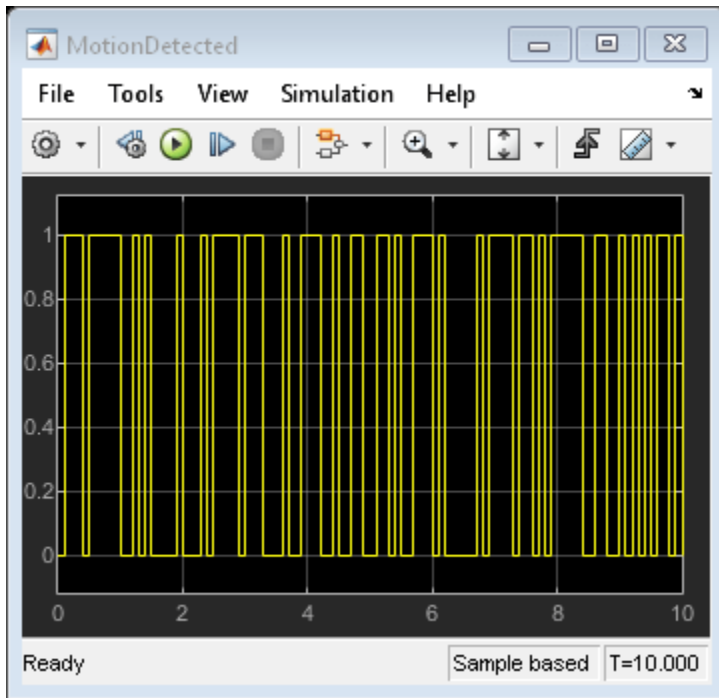 MotionDetected
File Tools View Simulation Help
1
0.8
0.6
0.4
0.2
0
0 2 4 6 8 10
Ready Sample based T=10.000